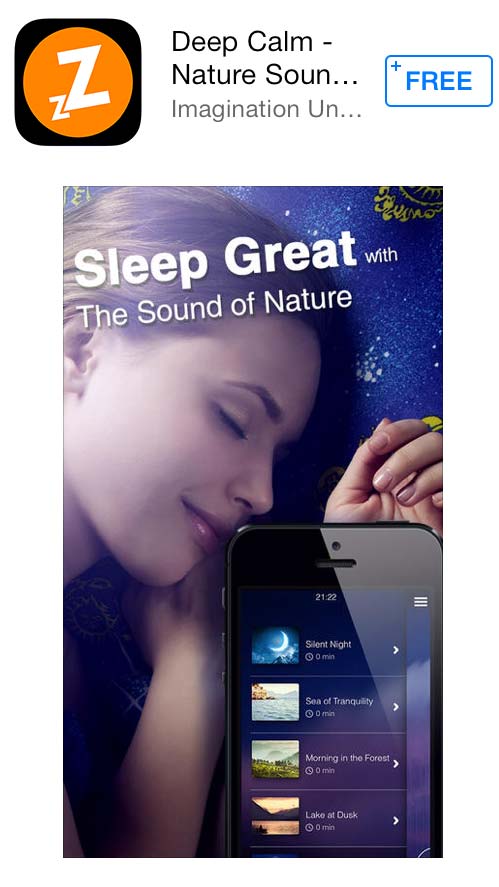 zZ
Deep Calm -
Nature Soun...
Imagination Un...
+ FREE
Sleep Great with
The Sound of Nature
21:22
Silent Night
0 min
Sea of Tranquility
0 min
Morning in the Forest
0 min
Lake at Dusk
0 min